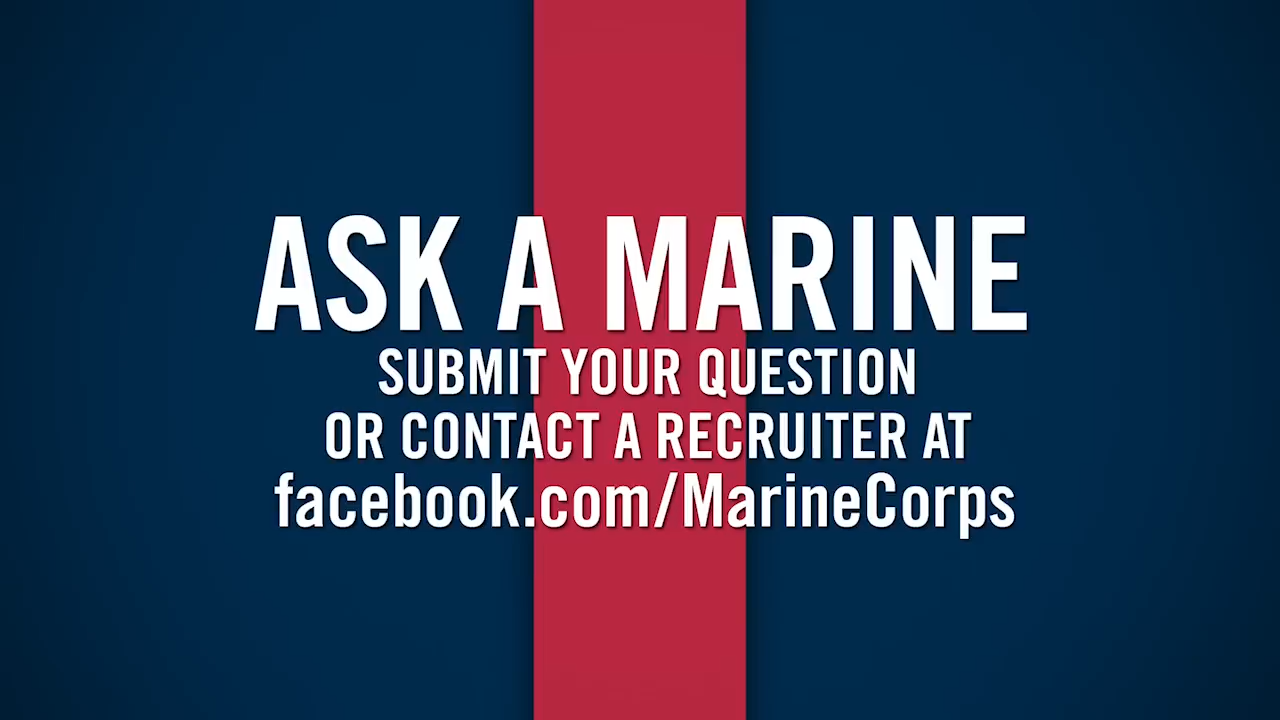 ASK A MARINE
SUBMIT YOUR QUESTION
OR CONTACT A RECRUITER AT
facebook.com/MarineCorps